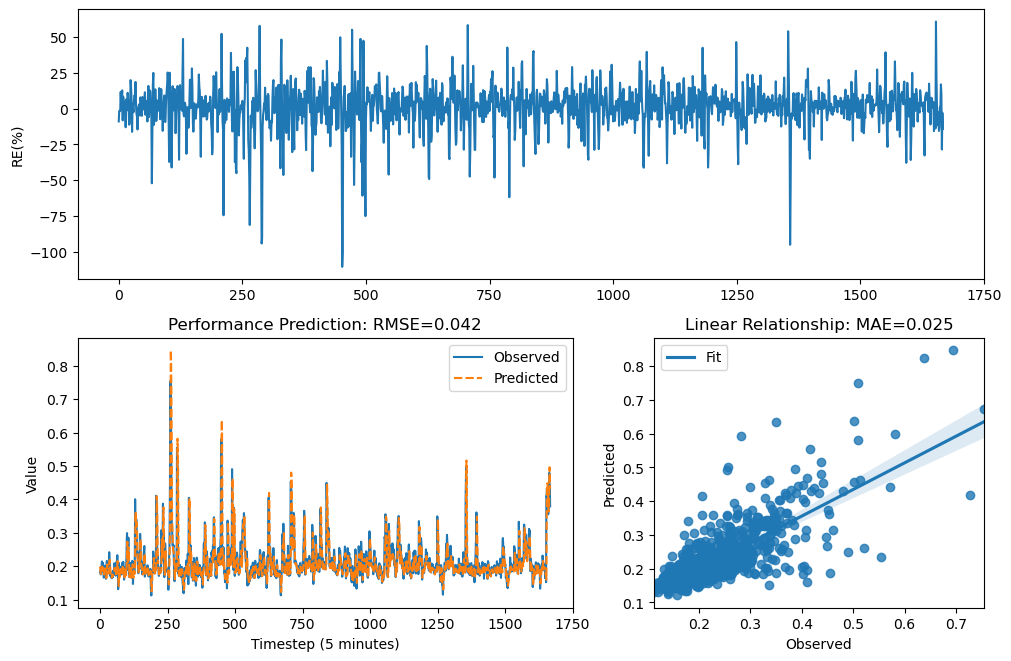 50
25
0
−25
−50
−75
−100
RE(%)
0 250 500 750 1000 1250 1500 1750
Performance Prediction: RMSE=0.042
Observed
Predicted
0.8
0.7
0.6
0.5
0.4
0.3
0.2
0.1
Value
0 250 500 750 1000 1250 1500 1750
Timestep (5 minutes)
Linear Relationship: MAE=0.025
Fit
0.8
0.7
0.6
0.5
0.4
0.3
0.2
0.1
Predicted
0.2 0.3 0.4 0.5 0.6 0.7
Observed